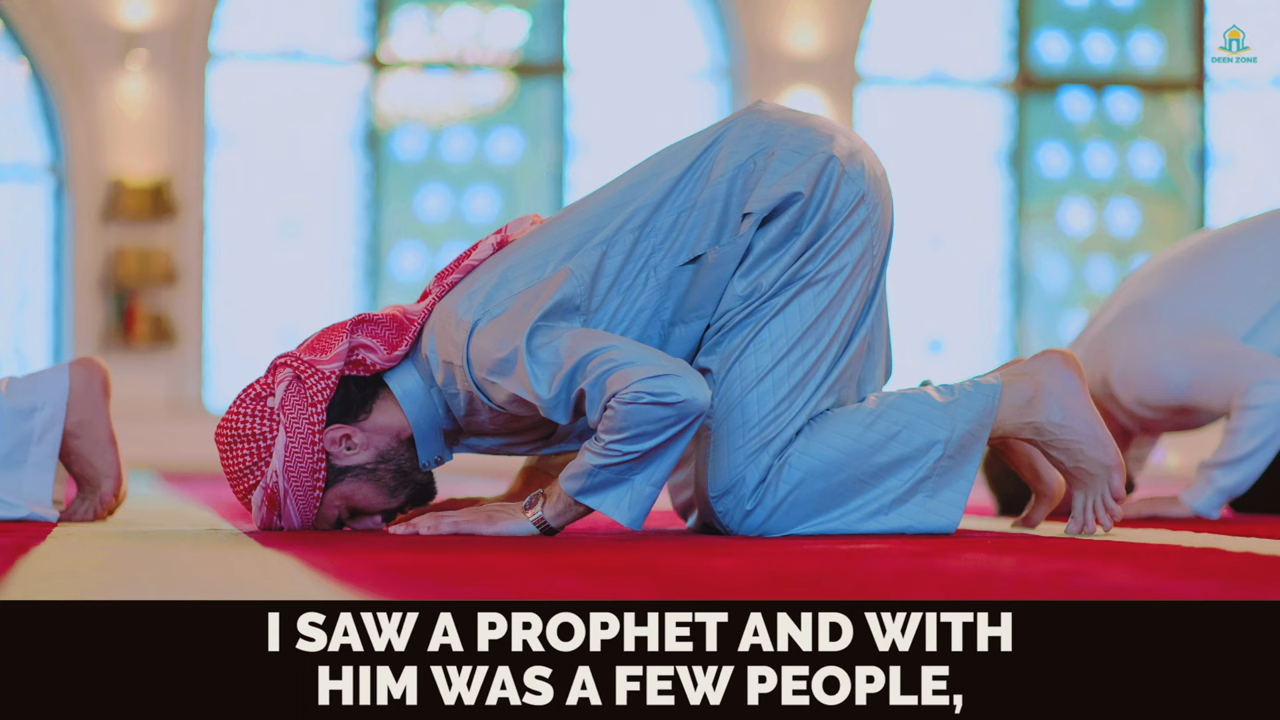 DEEN ZONE
I SAW A PROPHET AND WITH
HIM WAS A FEW PEOPLE,